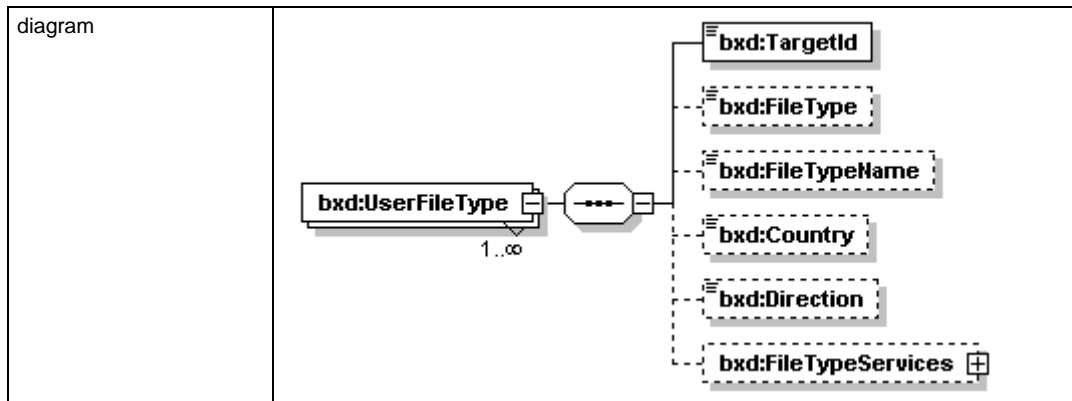 diagram
bxd:TargetId
bxd:FileType
bxd:FileTypeName
bxd:UserFileType
1..∞
bxd:Country
bxd:Direction
bxd:FileTypeServices